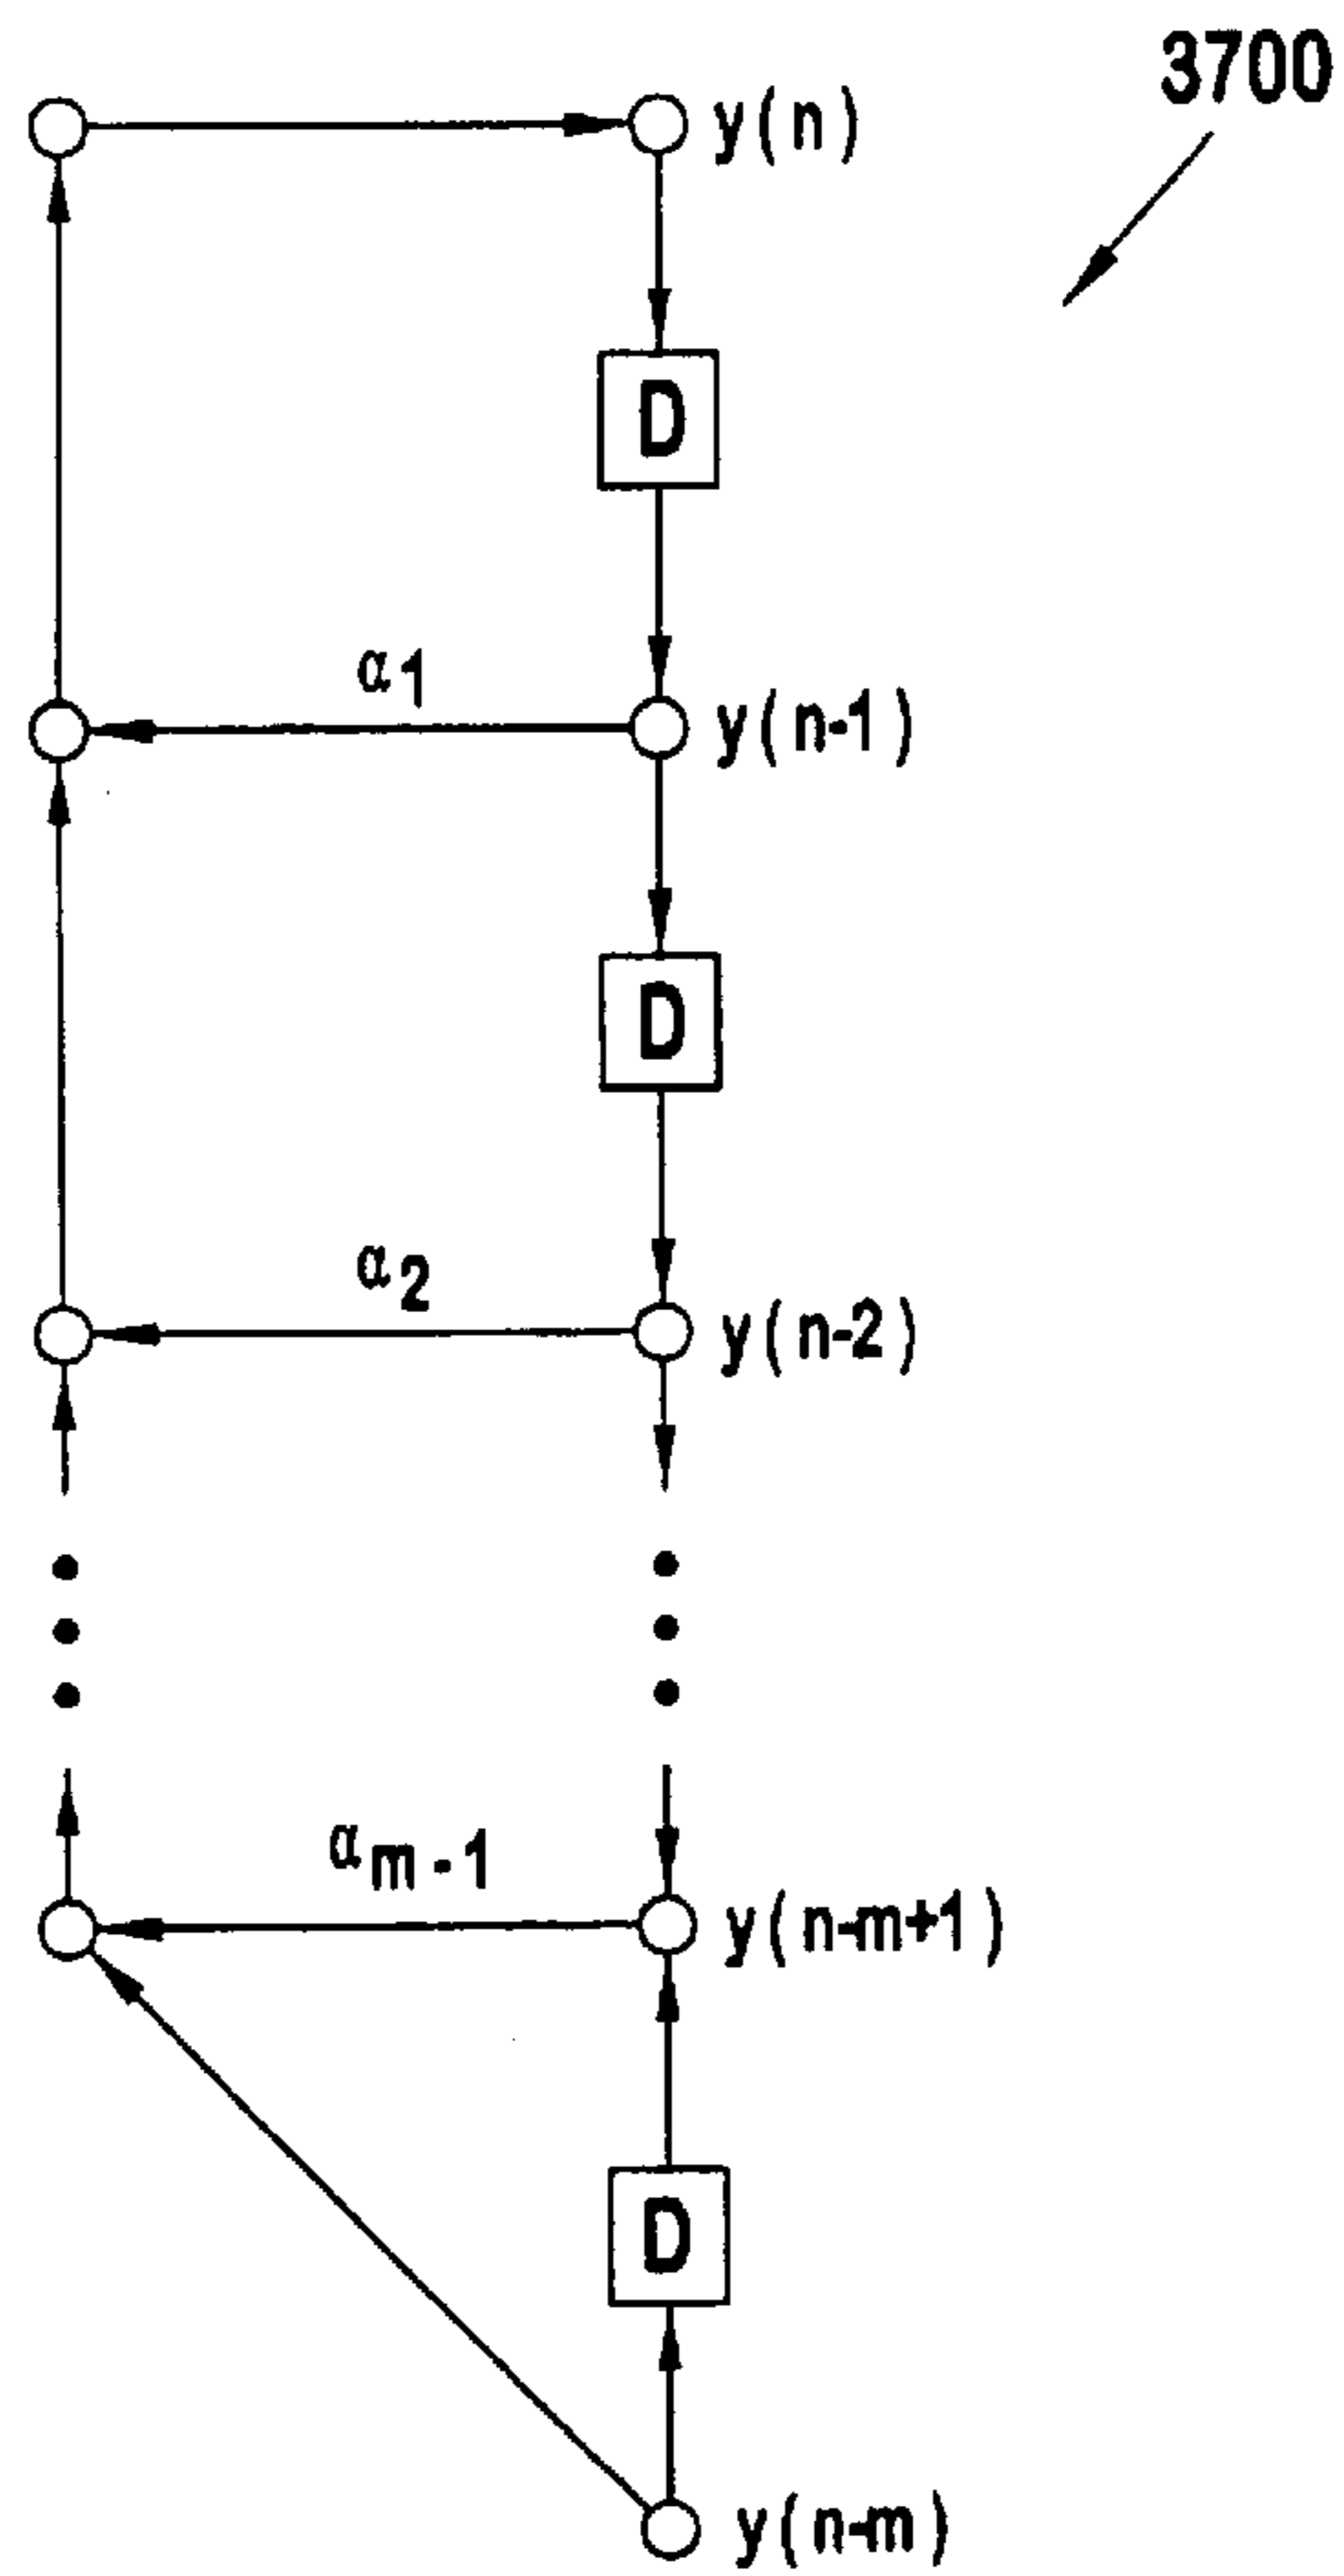 3700
y(n)
D
α1
y(n-1)
D
α2
y(n-2)
αm-1
y(n-m+1)
D
y(n-m)